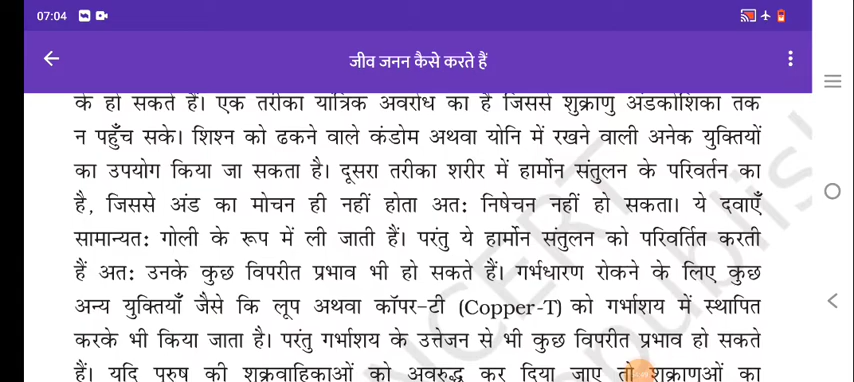 07:04
जीव जनन कैसे करते हैं
के हो सकते हैं। एक तरीका यांत्रिक अवरोध का है जिससे शुक्राणु अंडकोशिका तक
न पहुँच सके। शिश्न को ढकने वाले कंडोम अथवा योनि में रखने वाली अनेक युक्तियों
का उपयोग किया जा सकता है। दूसरा तरीका शरीर में हार्मोन संतुलन के परिवर्तन का
है, जिससे अंड का मोचन ही नहीं होता अत: निषेचन नहीं हो सकता। ये दवाएँ
सामान्यत: गोली के रूप में ली जाती हैं। परंतु ये हार्मोन संतुलन को परिवर्तित करती
हैं अत: उनके कुछ विपरीत प्रभाव भी हो सकते हैं। गर्भधारण रोकने के लिए कुछ
अन्य युक्तियाँ जैसे कि लूप अथवा कॉपर-टी (Copper-T) को गर्भाशय में स्थापित
करके भी किया जाता है। परंतु गर्भाशय के उत्तेजन से भी कुछ विपरीत प्रभाव हो सकते
हैं। यदि पुरुष की शुक्रवाहिकाओं को अवरुद्ध कर दिया जाए तो शुक्राणुओं का
NCERT
republis